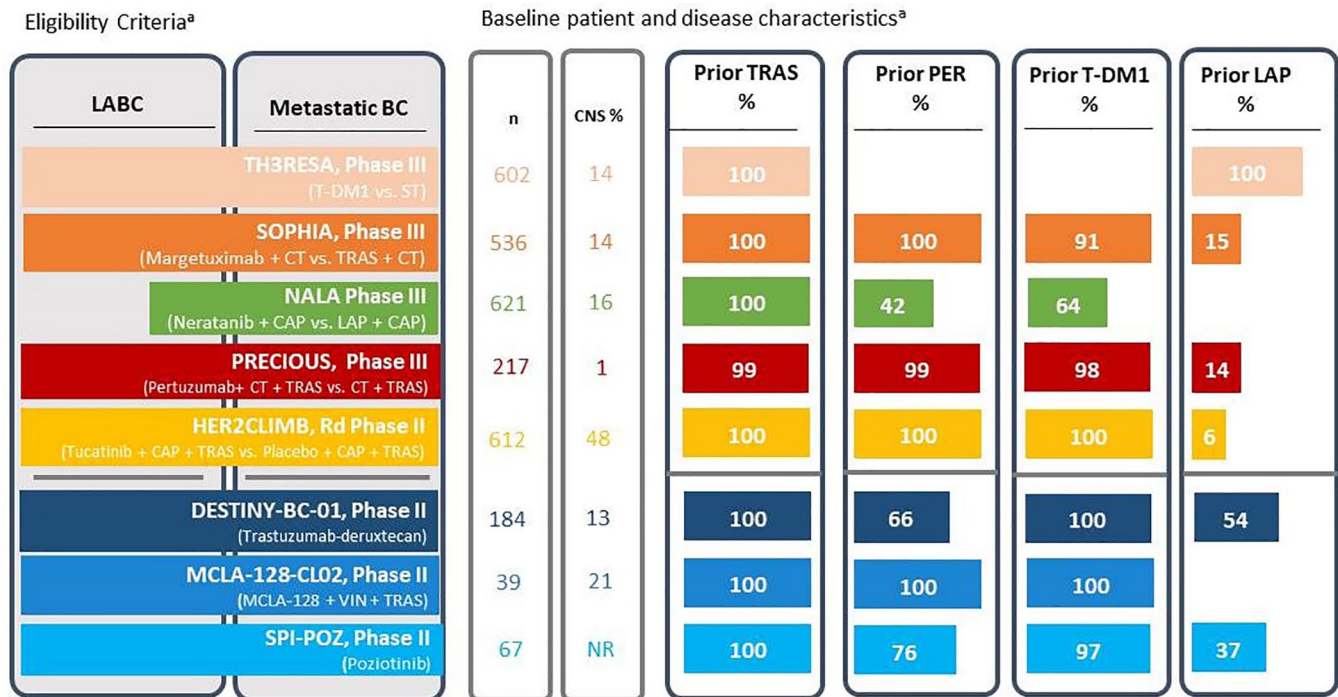 Eligibility Criteriaᵃ
Baseline patient and disease characteristicsᵃ
LABC Metastatic BC n CNS % Prior TRAS % Prior PER % Prior T-DM1 % Prior LAP %
TH3RESA, Phase III
(T-DM1 vs. ST)
602 14 100 100
SOPHIA, Phase III
(Margetuximab + CT vs. TRAS + CT)
536 14 100 100 91 15
NALA Phase III
(Neratanib + CAP vs. LAP + CAP)
621 16 100 42 64
PRECIOUS, Phase III
(Pertuzumab+ CT + TRAS vs. CT + TRAS)
217 1 99 99 98 14
HER2CLIMB, Rd Phase II
(Tucatinib + CAP + TRAS vs. Placebo + CAP + TRAS)
612 48 100 100 100 6
DESTINY-BC-01, Phase II
(Trastuzumab-deruxtecan)
184 13 100 66 100 54
MCLA-128-CL02, Phase II
(MCLA-128 + VIN + TRAS)
39 21 100 100 100
SPI-POZ, Phase II
(Poziotinib)
67 NR 100 76 97 37